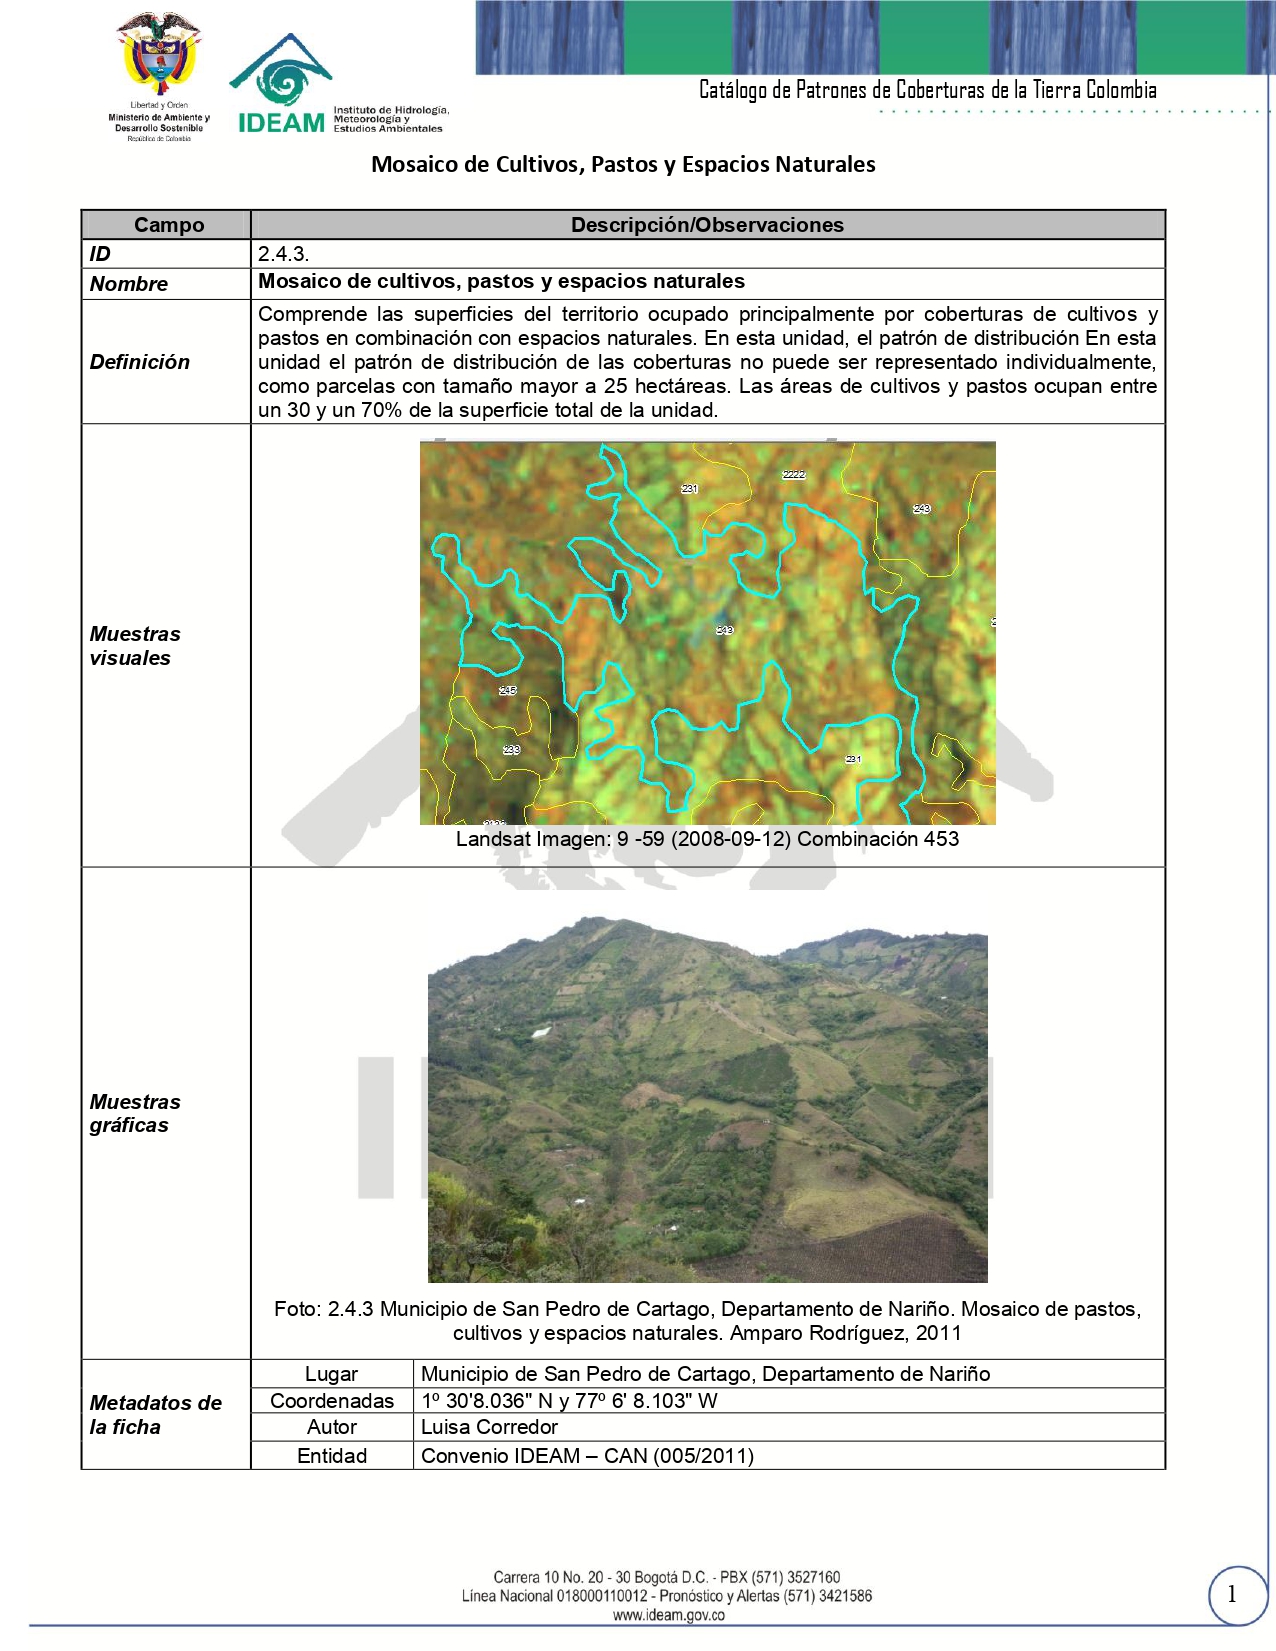 Libertad y Orden
Ministerio de Ambiente y
Desarrollo Sostenible
República de Colombia
IDEAM
Instituto de Hidrología,
Meteorología y
Estudios Ambientales
Catálogo de Patrones de Coberturas de la Tierra Colombia
Mosaico de Cultivos, Pastos y Espacios Naturales
Campo Descripción/Observaciones
ID 2.4.3.
Nombre Mosaico de cultivos, pastos y espacios naturales
Definición
Comprende las superficies del territorio ocupado principalmente por coberturas de cultivos y
pastos en combinación con espacios naturales. En esta unidad, el patrón de distribución En esta
unidad el patrón de distribución de las coberturas no puede ser representado individualmente,
como parcelas con tamaño mayor a 25 hectáreas. Las áreas de cultivos y pastos ocupan entre
un 30 y un 70% de la superficie total de la unidad.
Muestras
visuales
2222
231
243
243
245
233
231
Landsat Imagen: 9 -59 (2008-09-12) Combinación 453
Muestras
gráficas
Foto: 2.4.3 Municipio de San Pedro de Cartago, Departamento de Nariño. Mosaico de pastos,
cultivos y espacios naturales. Amparo Rodríguez, 2011
Metadatos de
la ficha
Lugar Municipio de San Pedro de Cartago, Departamento de Nariño
Coordenadas 1º 30'8.036" N y 77º 6' 8.103" W
Autor Luisa Corredor
Entidad Convenio IDEAM – CAN (005/2011)
Carrera 10 No. 20 - 30 Bogotá D.C. - PBX (571) 3527160
Línea Nacional 018000110012 - Pronóstico y Alertas (571) 3421586
www.ideam.gov.co
1